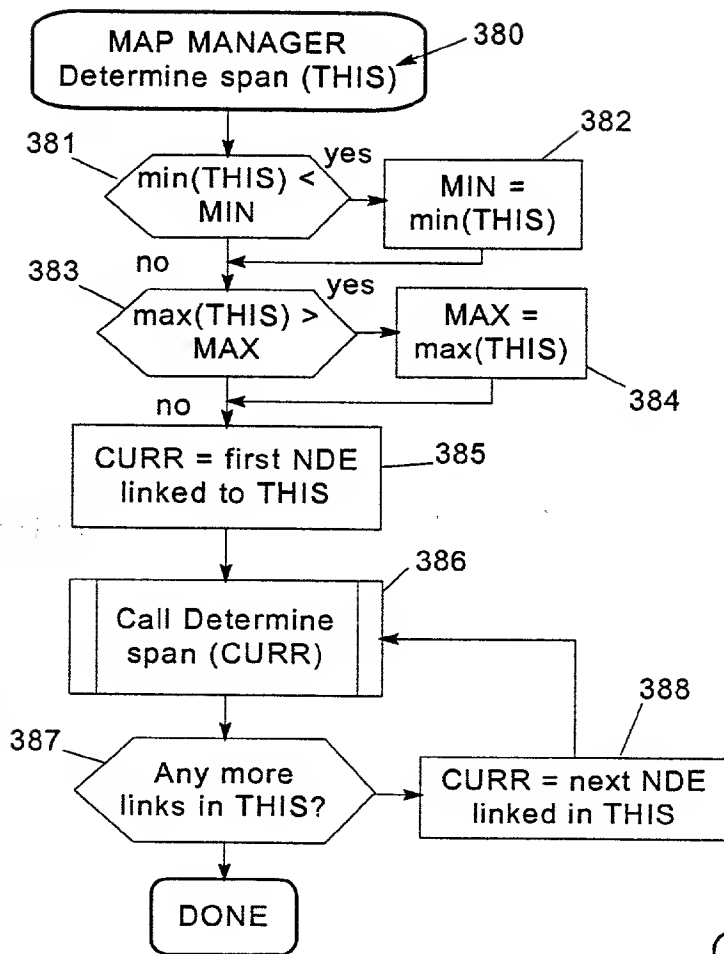 MAP MANAGER
Determine span (THIS)
380
381
min(THIS) <
MIN
yes
382
MIN =
min(THIS)
no
383
max(THIS) >
MAX
yes
MAX =
max(THIS)
384
no
CURR = first NDE
linked to THIS
385
386
Call Determine
span (CURR)
387
Any more
links in THIS?
388
CURR = next NDE
linked in THIS
DONE